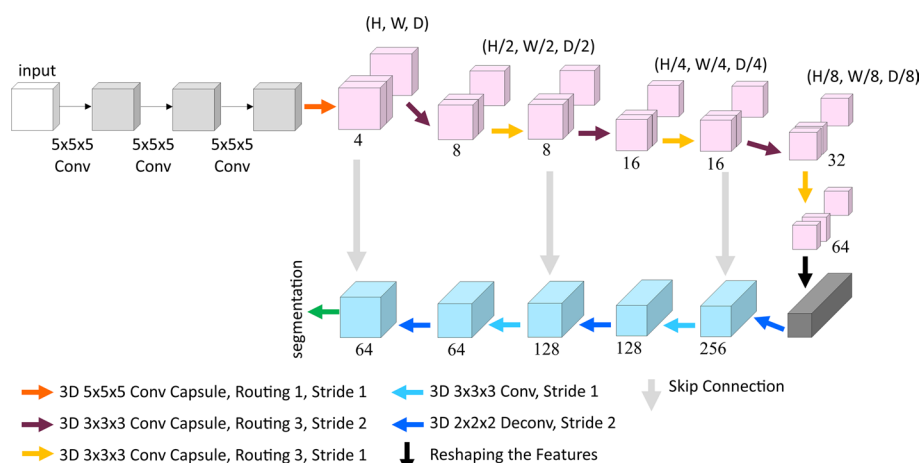 (H, W, D)
(H/2, W/2, D/2)
(H/4, W/4, D/4)
(H/8, W/8, D/8)
input
5x5x5
Conv
5x5x5
Conv
5x5x5
Conv
4
8
8
16
16
32
64
segmentation
64
64
128
128
256
3D 5x5x5 Conv Capsule, Routing 1, Stride 1
3D 3x3x3 Conv Capsule, Routing 3, Stride 2
3D 3x3x3 Conv Capsule, Routing 3, Stride 1
3D 3x3x3 Conv, Stride 1
3D 2x2x2 Deconv, Stride 2
Reshaping the Features
Skip Connection